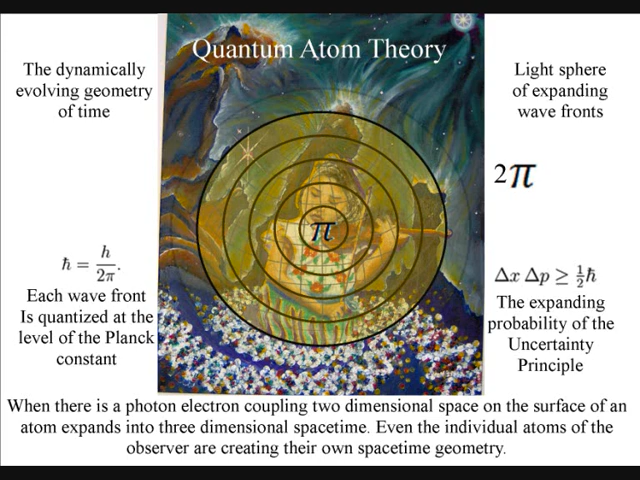 Quantum Atom Theory
The dynamically
evolving geometry
of time
Light sphere
of expanding
wave fronts
2π
π
ħ = h/2π.
Each wave front
Is quantized at the
level of the Planck
constant
Δx Δp ≥ ½ħ
The expanding
probability of the
Uncertainty
Principle
When there is a photon electron coupling two dimensional space on the surface of an
atom expands into three dimensional spacetime. Even the individual atoms of the
observer are creating their own spacetime geometry.